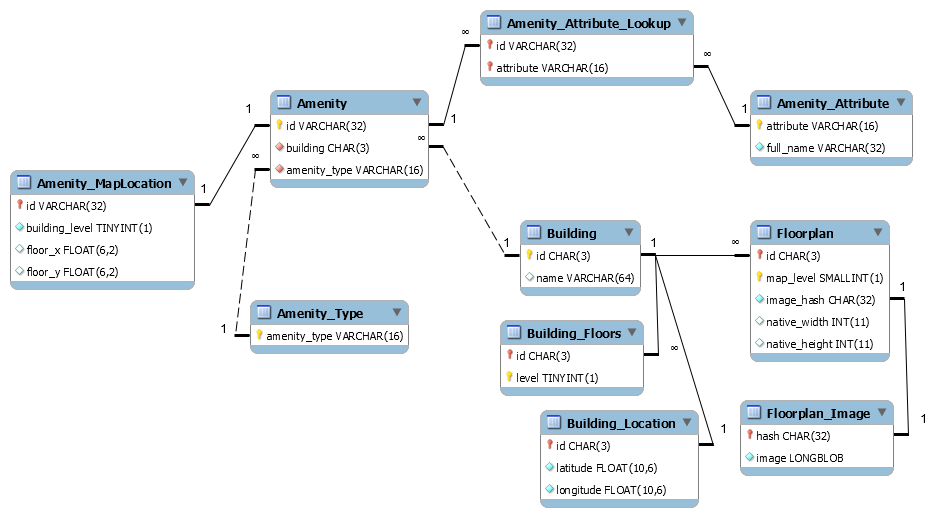 Amenity_Attribute_Lookup
id VARCHAR(32)
attribute VARCHAR(16)
∞
∞
Amenity
id VARCHAR(32)
building CHAR(3)
amenity_type VARCHAR(16)
1
1
∞
∞
Amenity_Attribute
attribute VARCHAR(16)
full_name VARCHAR(32)
1
Amenity_MapLocation
id VARCHAR(32)
building_level TINYINT(1)
floor_x FLOAT(6,2)
floor_y FLOAT(6,2)
1
Building
id CHAR(3)
name VARCHAR(64)
1
1
Floorplan
id CHAR(3)
map_level SMALLINT(1)
image_hash CHAR(32)
native_width INT(11)
native_height INT(11)
∞
1
Amenity_Type
amenity_type VARCHAR(16)
1
Building_Floors
id CHAR(3)
level TINYINT(1)
∞
Building_Location
id CHAR(3)
latitude FLOAT(10,6)
longitude FLOAT(10,6)
1
Floorplan_Image
hash CHAR(32)
image LONGBLOB
1